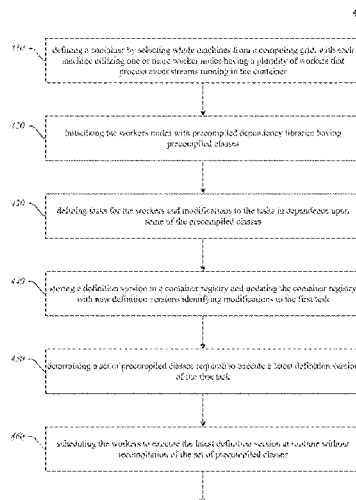 4
410
defining a container by selecting whole machines from a computing grid, with each
machine utilizing one or more worker nodes having a plurality of workers that
process event streams running in the container
420
initializing the workers nodes with precompiled dependency libraries having
precompiled classes
430
defining tasks for the workers and modifications to the tasks in dependence upon
some of the precompiled classes
440
storing a definition version in a container registry and updating the container registry
with new definition versions identifying modifications to the first task
450
determining a set of precompiled classes required to execute a latest definition version
of the first task
460
scheduling the workers to execute the latest definition version at runtime without
recompilation of the set of precompiled classes